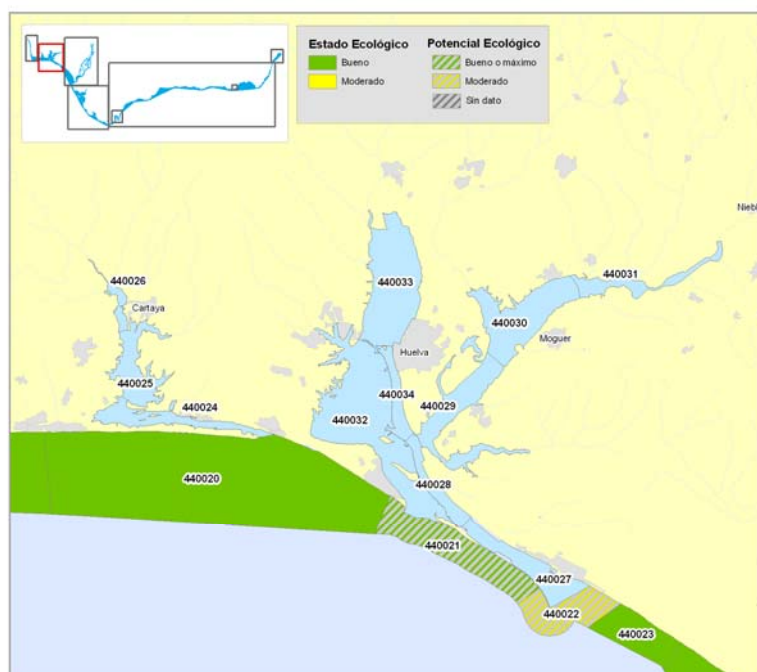 Estado Ecológico
Bueno
Moderado
Potencial Ecológico
Bueno o máximo
Moderado
Sin dato
Niebl
440026
Cartaya
440033
440031
440030
Moguer
Huelva
440025
440034
440024
440029
440032
440020
440028
440021
440027
440022
440023